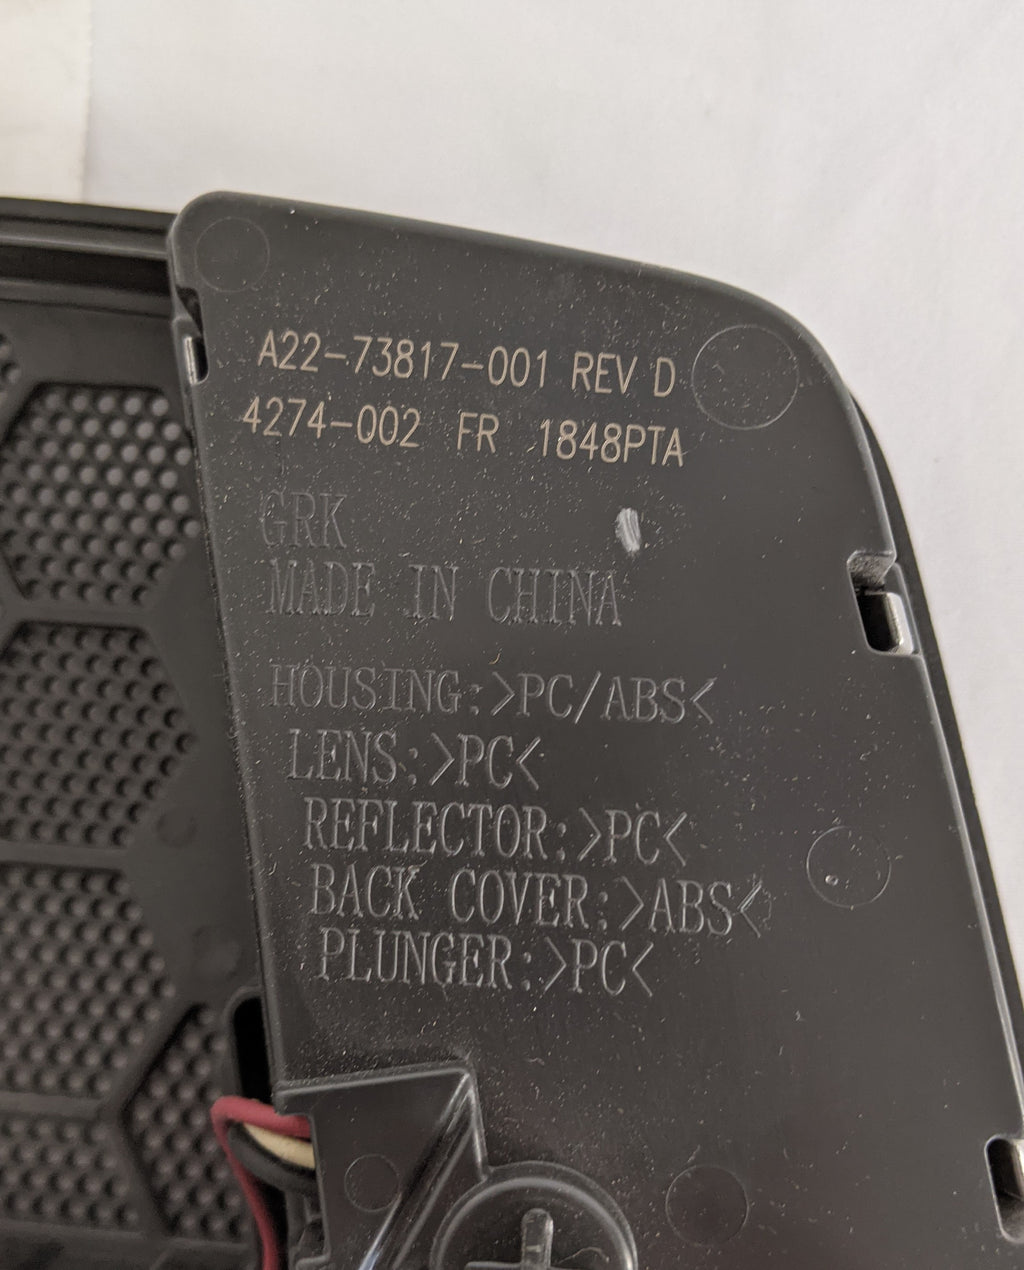 A22-73817-001 REV D
4274-002 FR 1848PTA
GRK
MADE IN CHINA
HOUSING:>PC/ABS<
LENS:>PC<
REFLECTOR:>PC<
BACK COVER:>ABS<
PLUNGER:>PC<